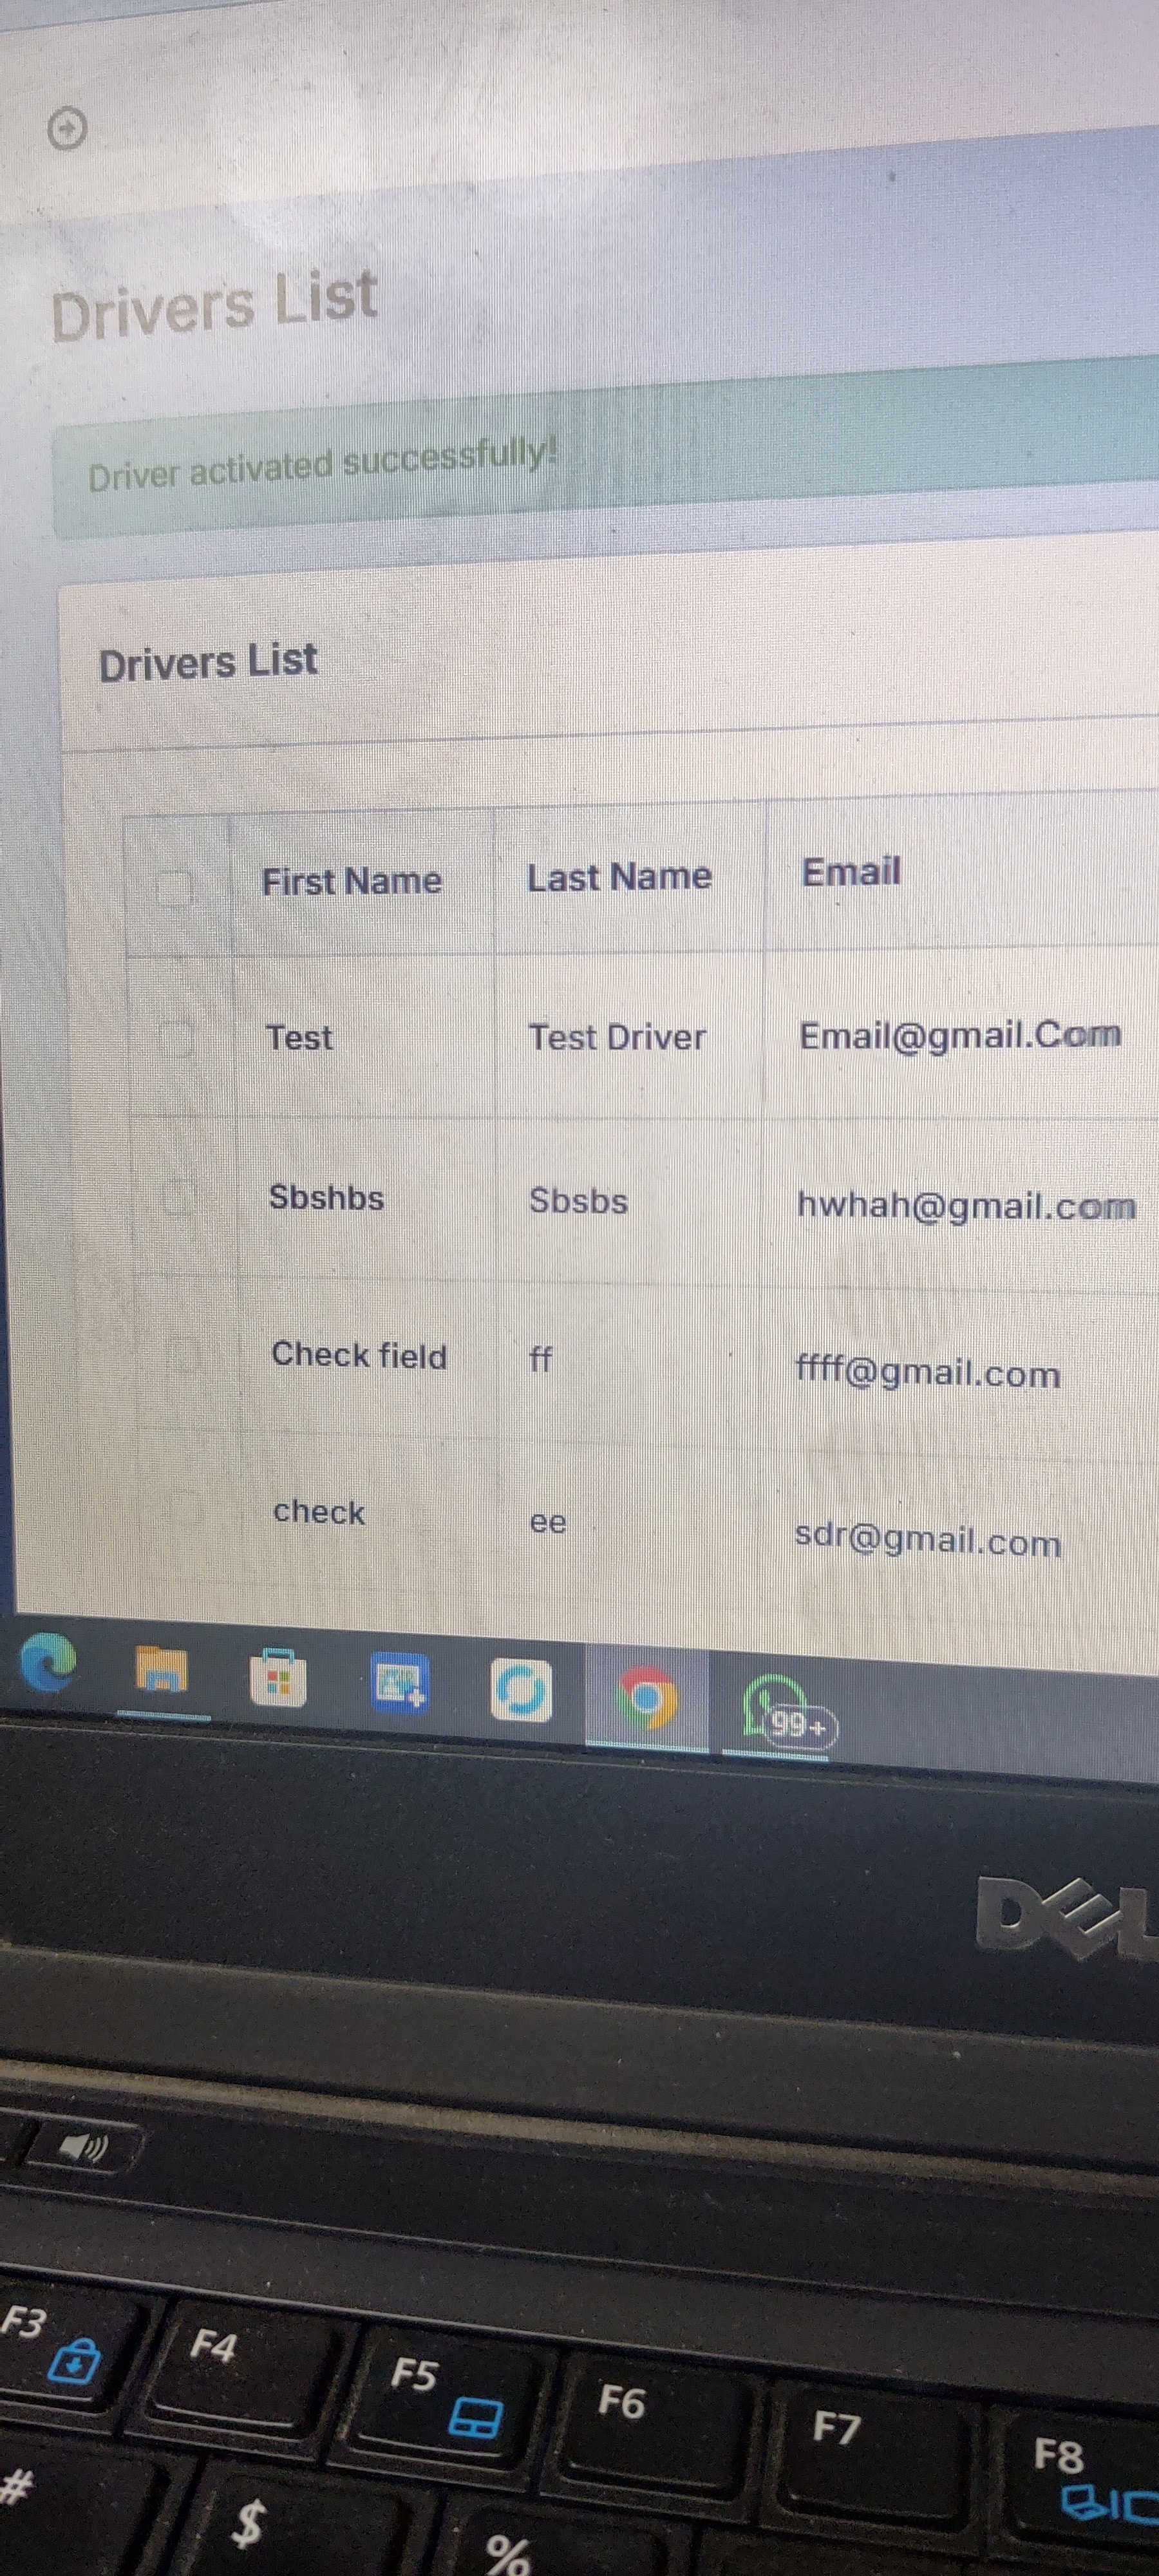 Drivers List
Driver activated successfully!
Drivers List
First Name Last Name Email
Test Test Driver Email@gmail.Com
Sbshbs Sbsbs hwhah@gmail.com
Check field ff ffff@gmail.com
check ee sdr@gmail.com
99+
DELL
F3 F4 F5 F6 F7 F8
# $ %